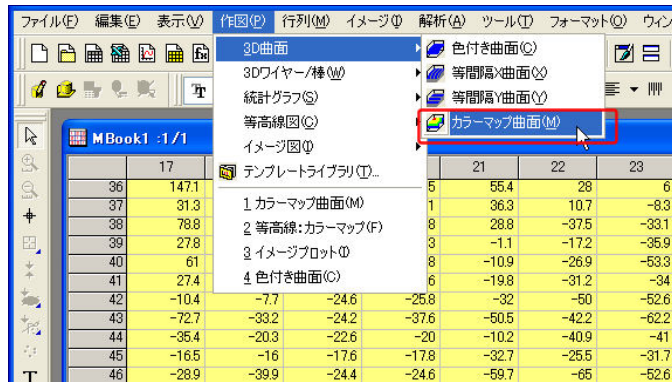 ファイル(F) 編集(E) 表示(V) 作図(P) 行列(M) イメージ(I) 解析(A) ツール(T) フォーマット(O) ウィン
3D曲面
3Dワイヤー/棒(W)
統計グラフ(S)
等高線図(C)
イメージ図(I)
テンプレートライブラリ(T)...
1 カラーマップ曲面(M)
2 等高線:カラーマップ(F)
3 イメージプロット(I)
4 色付き曲面(C)
色付き曲面(C)
等間隔X曲面(X)
等間隔Y曲面(Y)
カラーマップ曲面(M)
MBook1 :1/1
17 21 22 23
36 147.1 5 55.4 28 6
37 31.3 1 36.3 10.7 -8.3
38 78.8 8 28.8 -37.5 -33.1
39 27.8 3 -1.1 -17.2 -35.9
40 61 8 -10.9 -26.9 -53.3
41 27.4 6 -19.8 -31.2 -34
42 -10.4 -7.7 -24.6 -25.8 -32 -50 -52.6
43 -72.7 -33.2 -24.2 -37.6 -50.5 -42.2 -62.2
44 -35.4 -20.3 -22.6 -20 -10.2 -40.9 -41
45 -16.5 -16 -17.6 -17.8 -32.7 -25.5 -31.7
46 -28.9 -39.9 -24.4 -24.6 -59.7 -65 -52.6